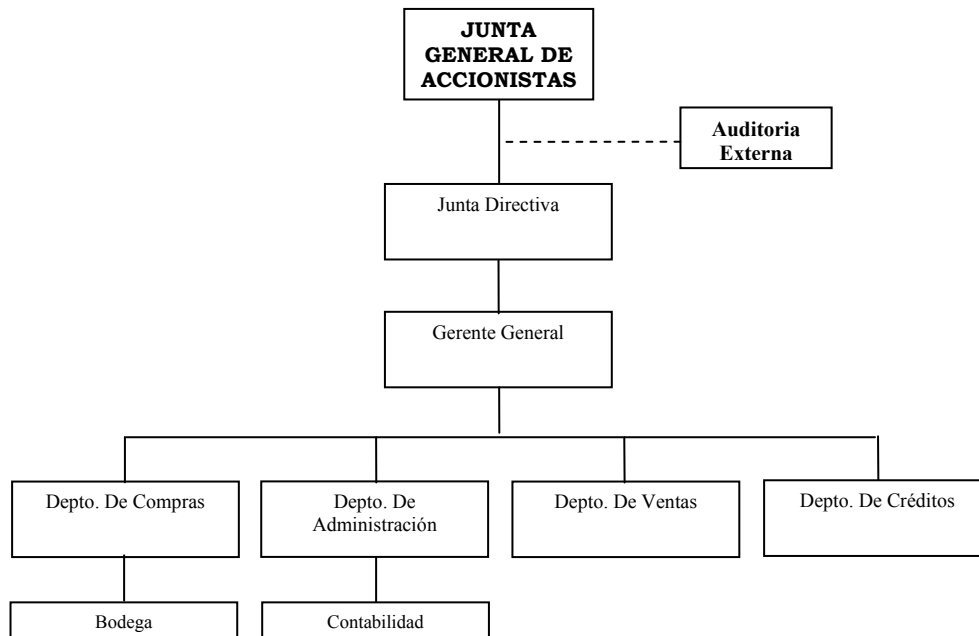 JUNTA
GENERAL DE
ACCIONISTAS
Auditoria
Externa
Junta Directiva
Gerente General
Depto. De Compras
Depto. De
Administración
Depto. De Ventas
Depto. De Créditos
Bodega
Contabilidad